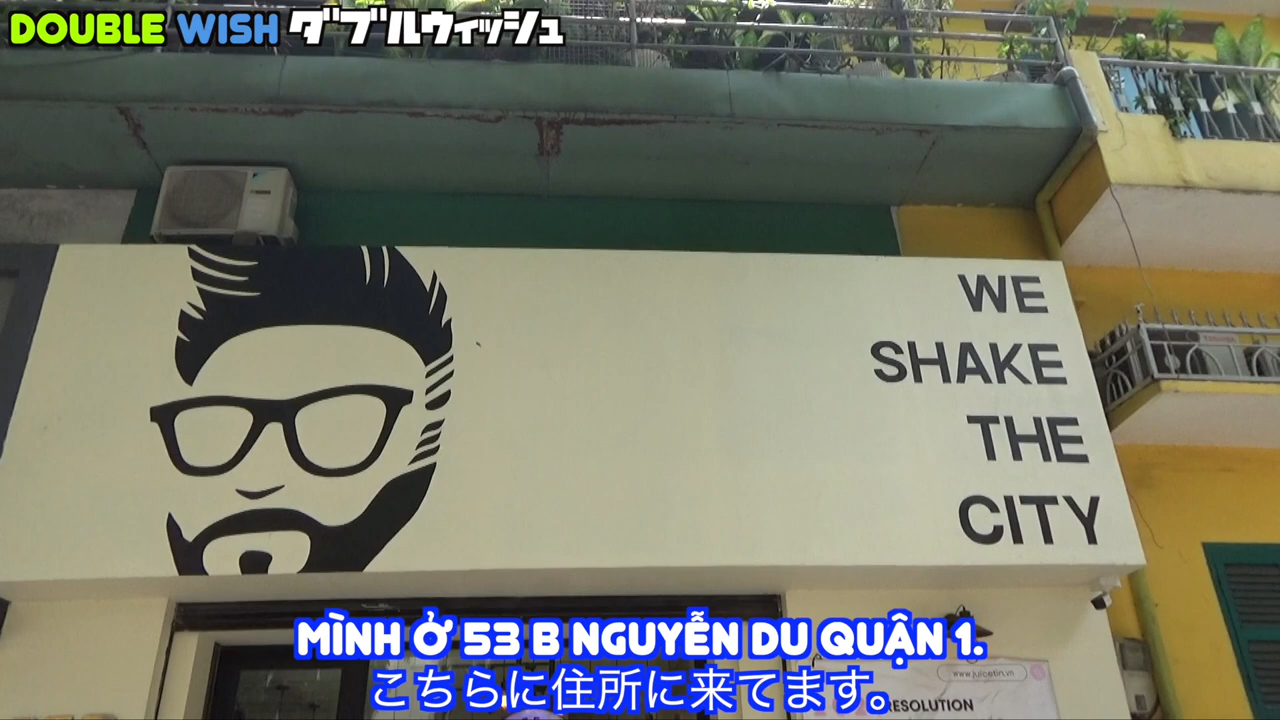 DOUBLE WISH ダブルウィッシュ
WE
SHAKE
THE
CITY
MÌNH Ở 53 B NGUYỄN DU QUẬN 1.
こちらに住所に来てます。
www.juicetin.vn
RESOLUTION